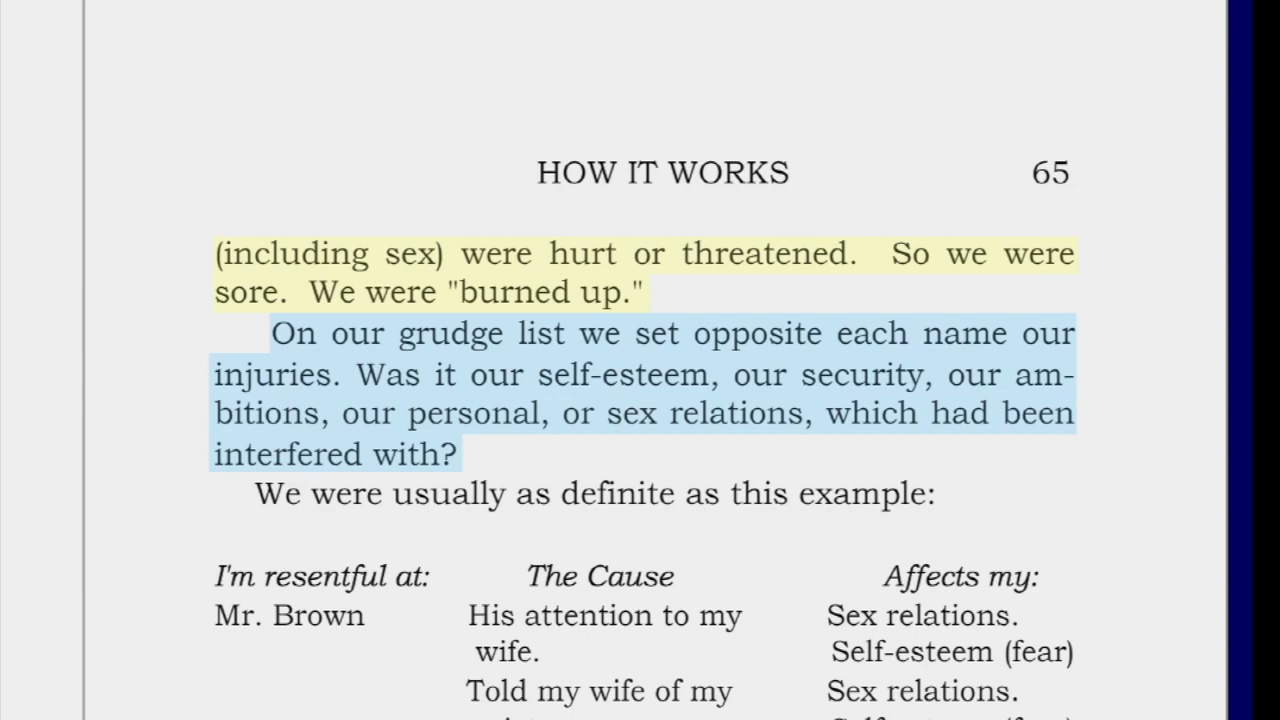 HOW IT WORKS 65
(including sex) were hurt or threatened. So we were
sore. We were "burned up."
On our grudge list we set opposite each name our
injuries. Was it our self-esteem, our security, our am-
bitions, our personal, or sex relations, which had been
interfered with?
We were usually as definite as this example:
I'm resentful at: The Cause Affects my:
Mr. Brown His attention to my Sex relations.
wife. Self-esteem (fear)
Told my wife of my Sex relations.